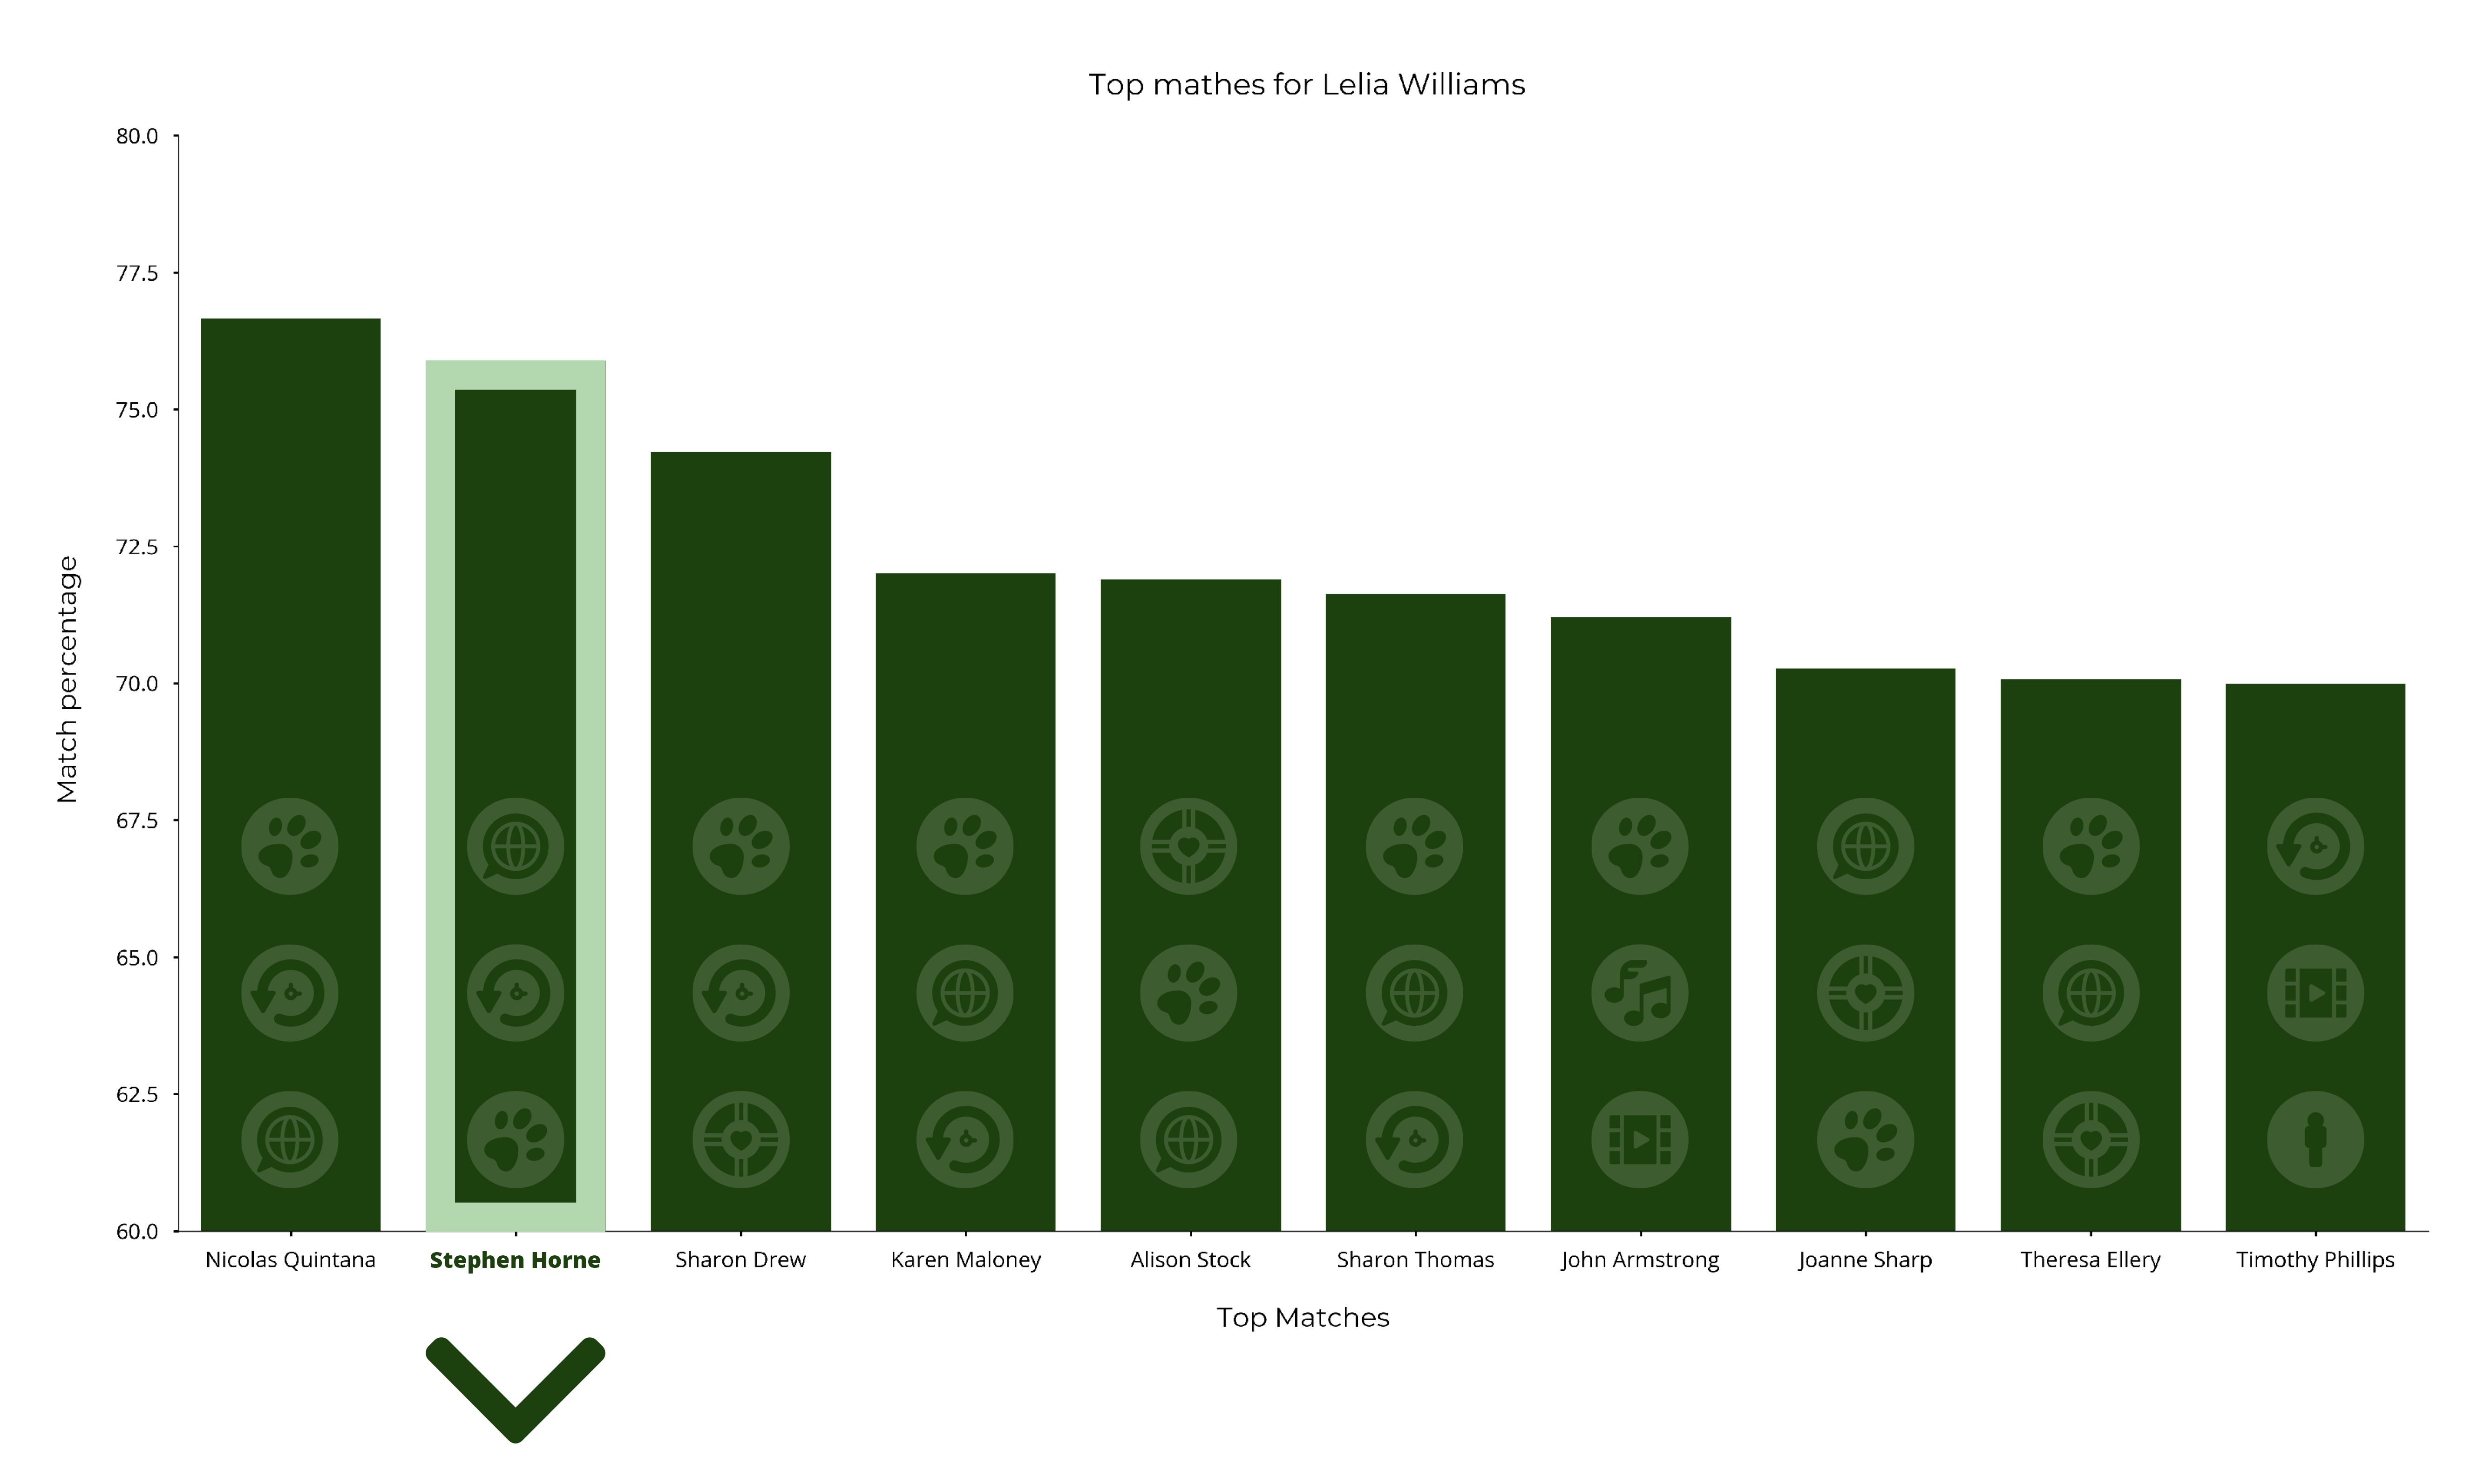 Top mathes for Lelia Williams
80.0
77.5
75.0
72.5
70.0
67.5
65.0
62.5
60.0
Match percentage
Nicolas Quintana
Stephen Horne
Sharon Drew
Karen Maloney
Alison Stock
Sharon Thomas
John Armstrong
Joanne Sharp
Theresa Ellery
Timothy Phillips
Top Matches